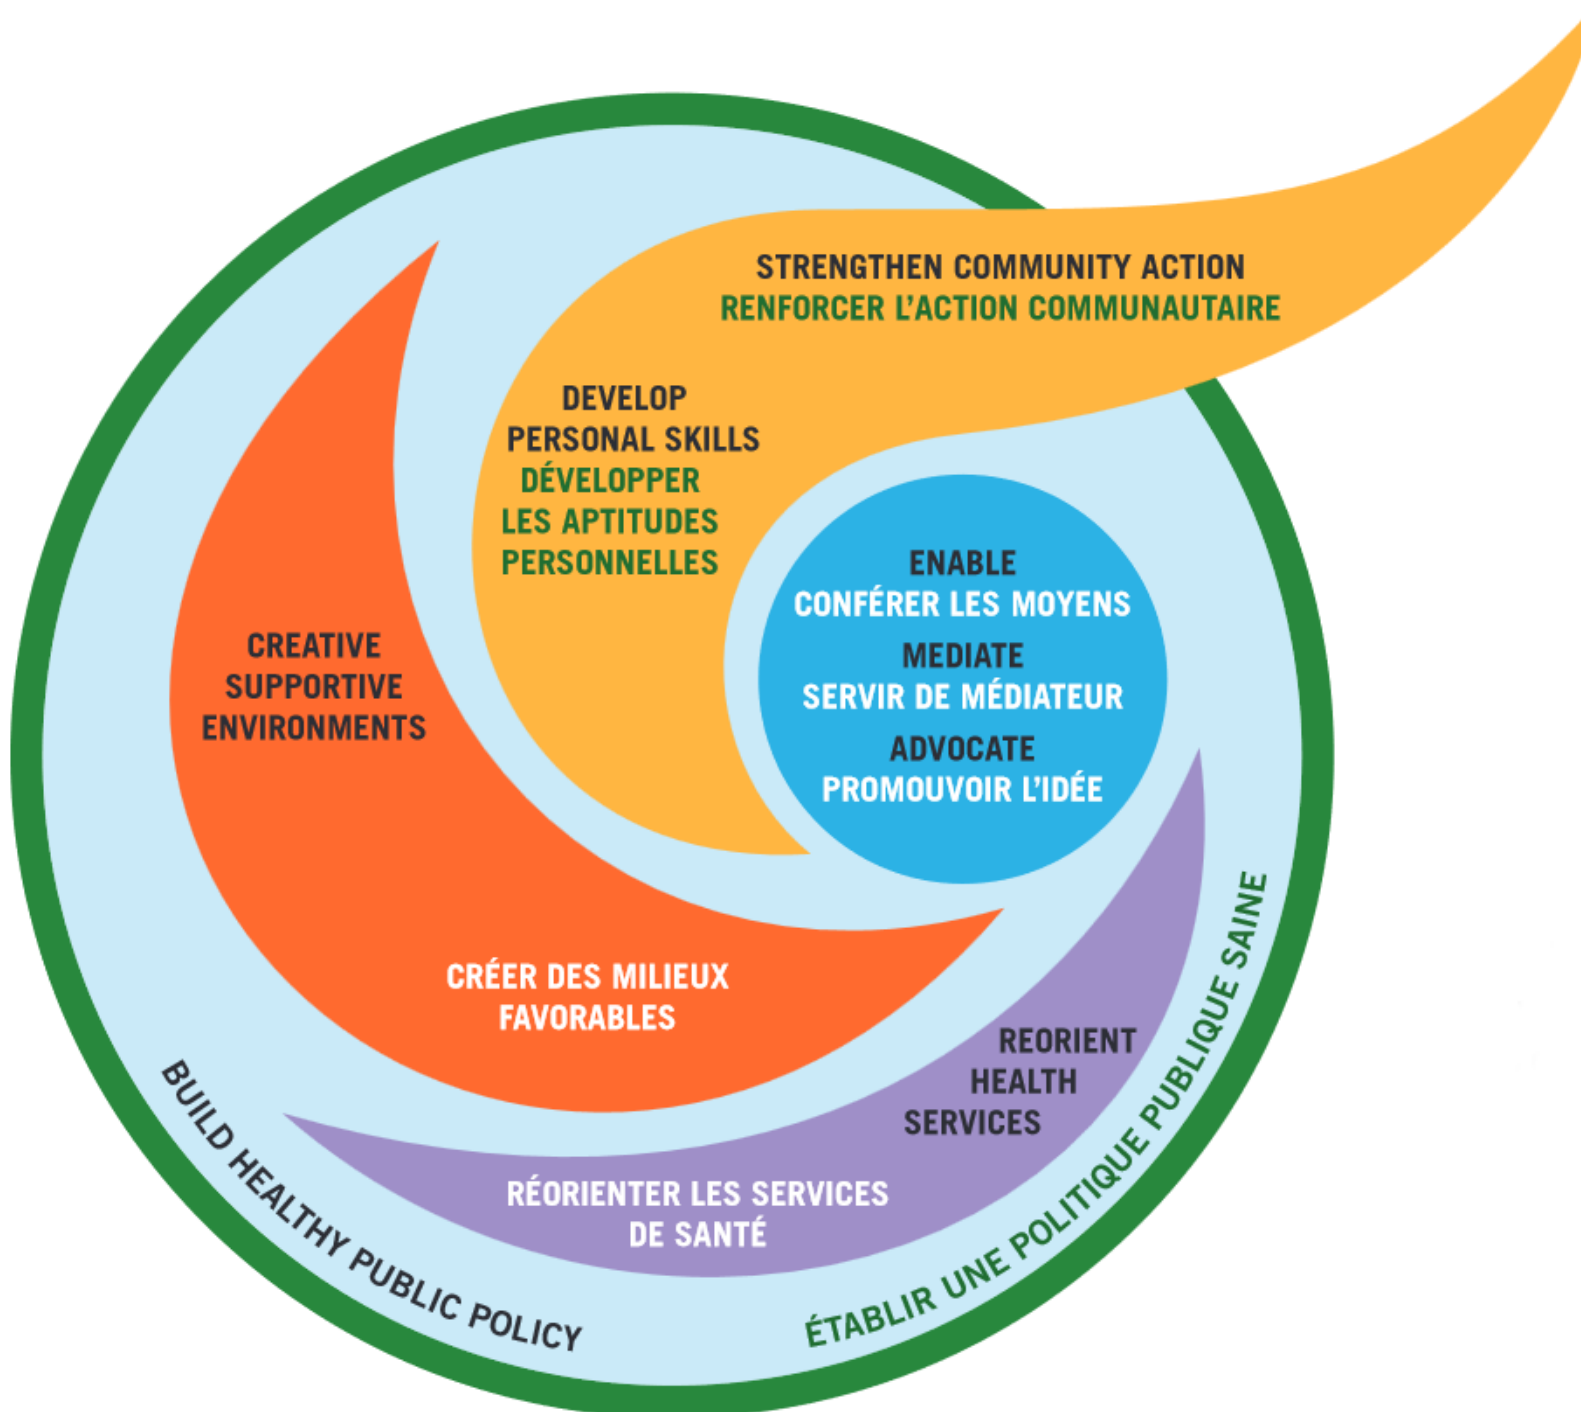 STRENGTHEN COMMUNITY ACTION
RENFORCER L'ACTION COMMUNAUTAIRE
DEVELOP
PERSONAL SKILLS
DÉVELOPPER
LES APTITUDES
PERSONNELLES
ENABLE
CONFÉRER LES MOYENS
MEDIATE
SERVIR DE MÉDIATEUR
ADVOCATE
PROMOUVOIR L'IDÉE
CREATIVE
SUPPORTIVE
ENVIRONMENTS
CRÉER DES MILIEUX
FAVORABLES
REORIENT
HEALTH
SERVICES
RÉORIENTER LES SERVICES
DE SANTÉ
BUILD HEALTHY PUBLIC POLICY
ÉTABLIR UNE POLITIQUE PUBLIQUE SAINE